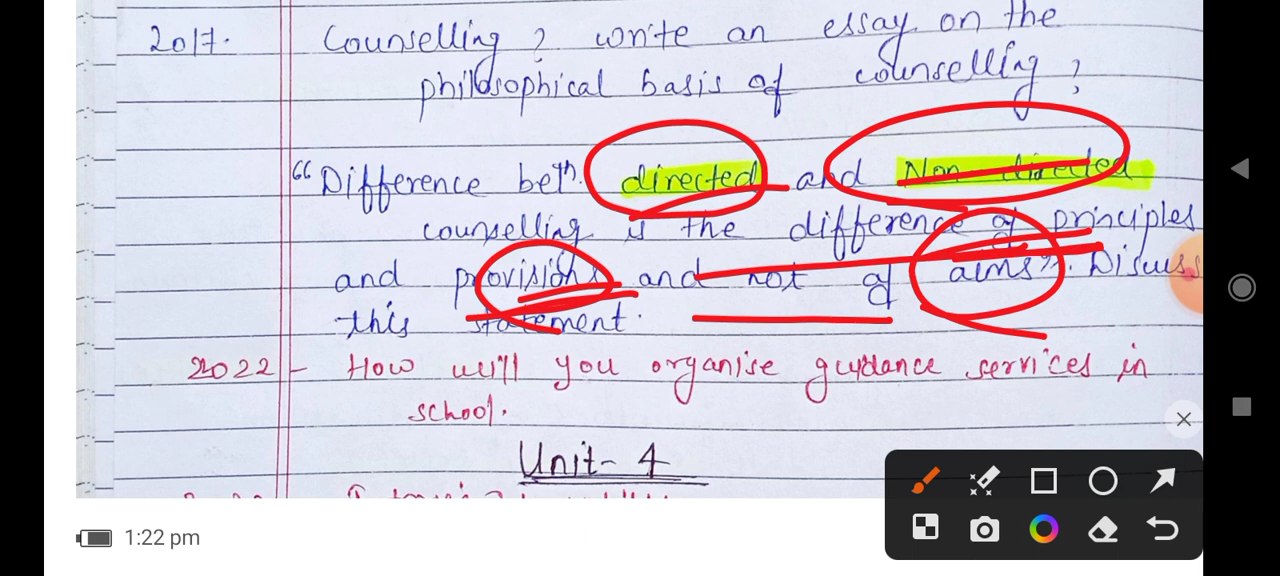 2017. Counselling? write an essay on the
philosophical basis of counselling?
"Difference betn. directed and Non-directed
counselling is the difference of principles
and provisions and not of aims". Discuss
this statement.
2022 - How will you organise guidance services in
school.
Unit-4
1:22 pm